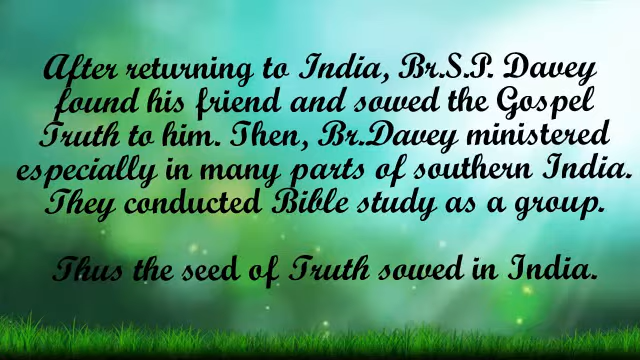 After returning to India, Br.S.P. Davey
found his friend and sowed the Gospel
Truth to him. Then, Br.Davey ministered
especially in many parts of southern India.
They conducted Bible study as a group.
Thus the seed of Truth sowed in India.